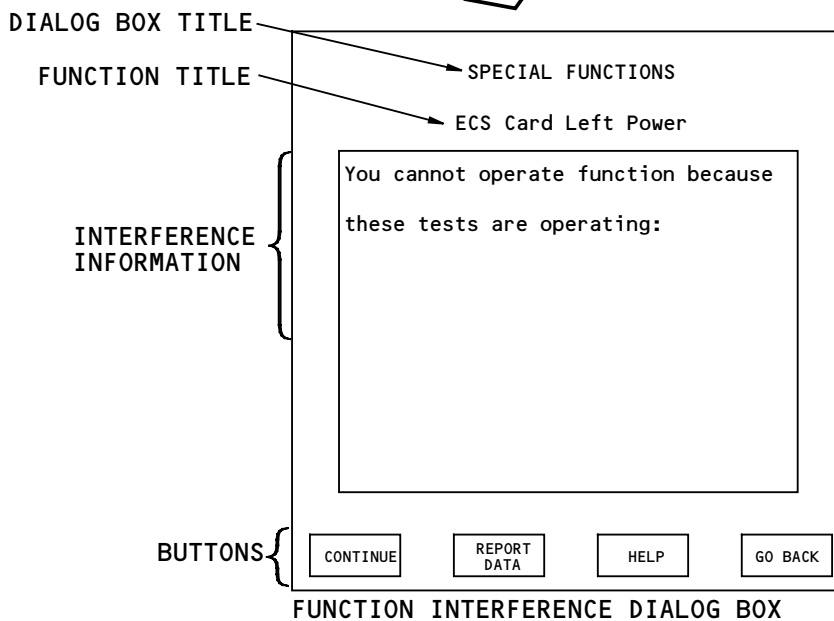 DIALOG BOX TITLE
SPECIAL FUNCTIONS
FUNCTION TITLE
ECS Card Left Power
You cannot operate function because
these tests are operating:
INTERFERENCE
INFORMATION
BUTTONS
CONTINUE
REPORT
DATA
HELP
GO BACK
FUNCTION INTERFERENCE DIALOG BOX